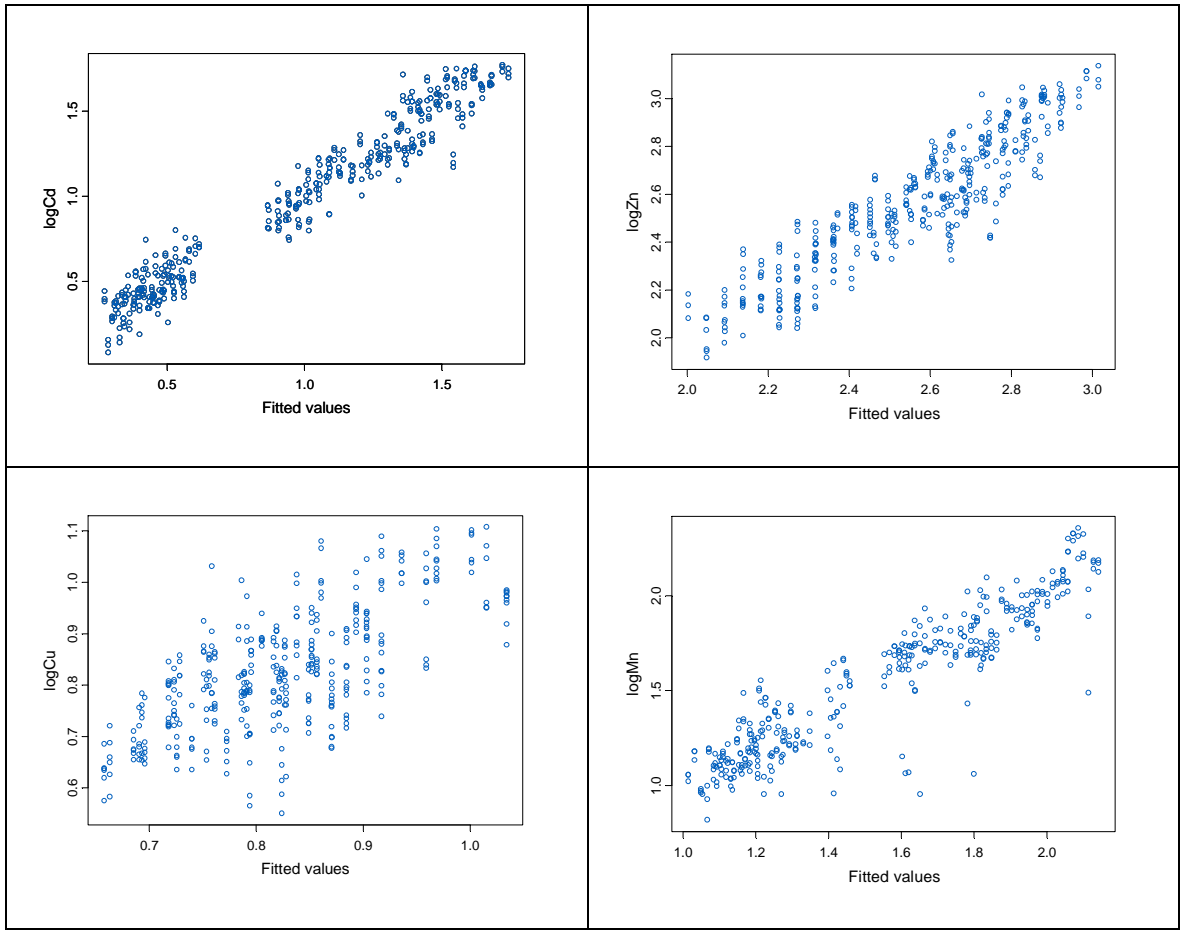 logCd
1.5
1.0
0.5
0.5 1.0 1.5
Fitted values
logZn
3.0
2.8
2.6
2.4
2.2
2.0
2.0 2.2 2.4 2.6 2.8 3.0
Fitted values
logCu
1.1
1.0
0.9
0.8
0.7
0.6
0.7 0.8 0.9 1.0
Fitted values
logMn
2.0
1.5
1.0
1.0 1.2 1.4 1.6 1.8 2.0
Fitted values